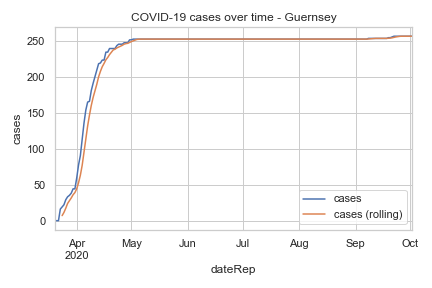 COVID-19 cases over time - Guernsey
250
200
150
100
50
0
cases
cases
cases (rolling)
Apr May Jun Jul Aug Sep Oct
2020
dateRep